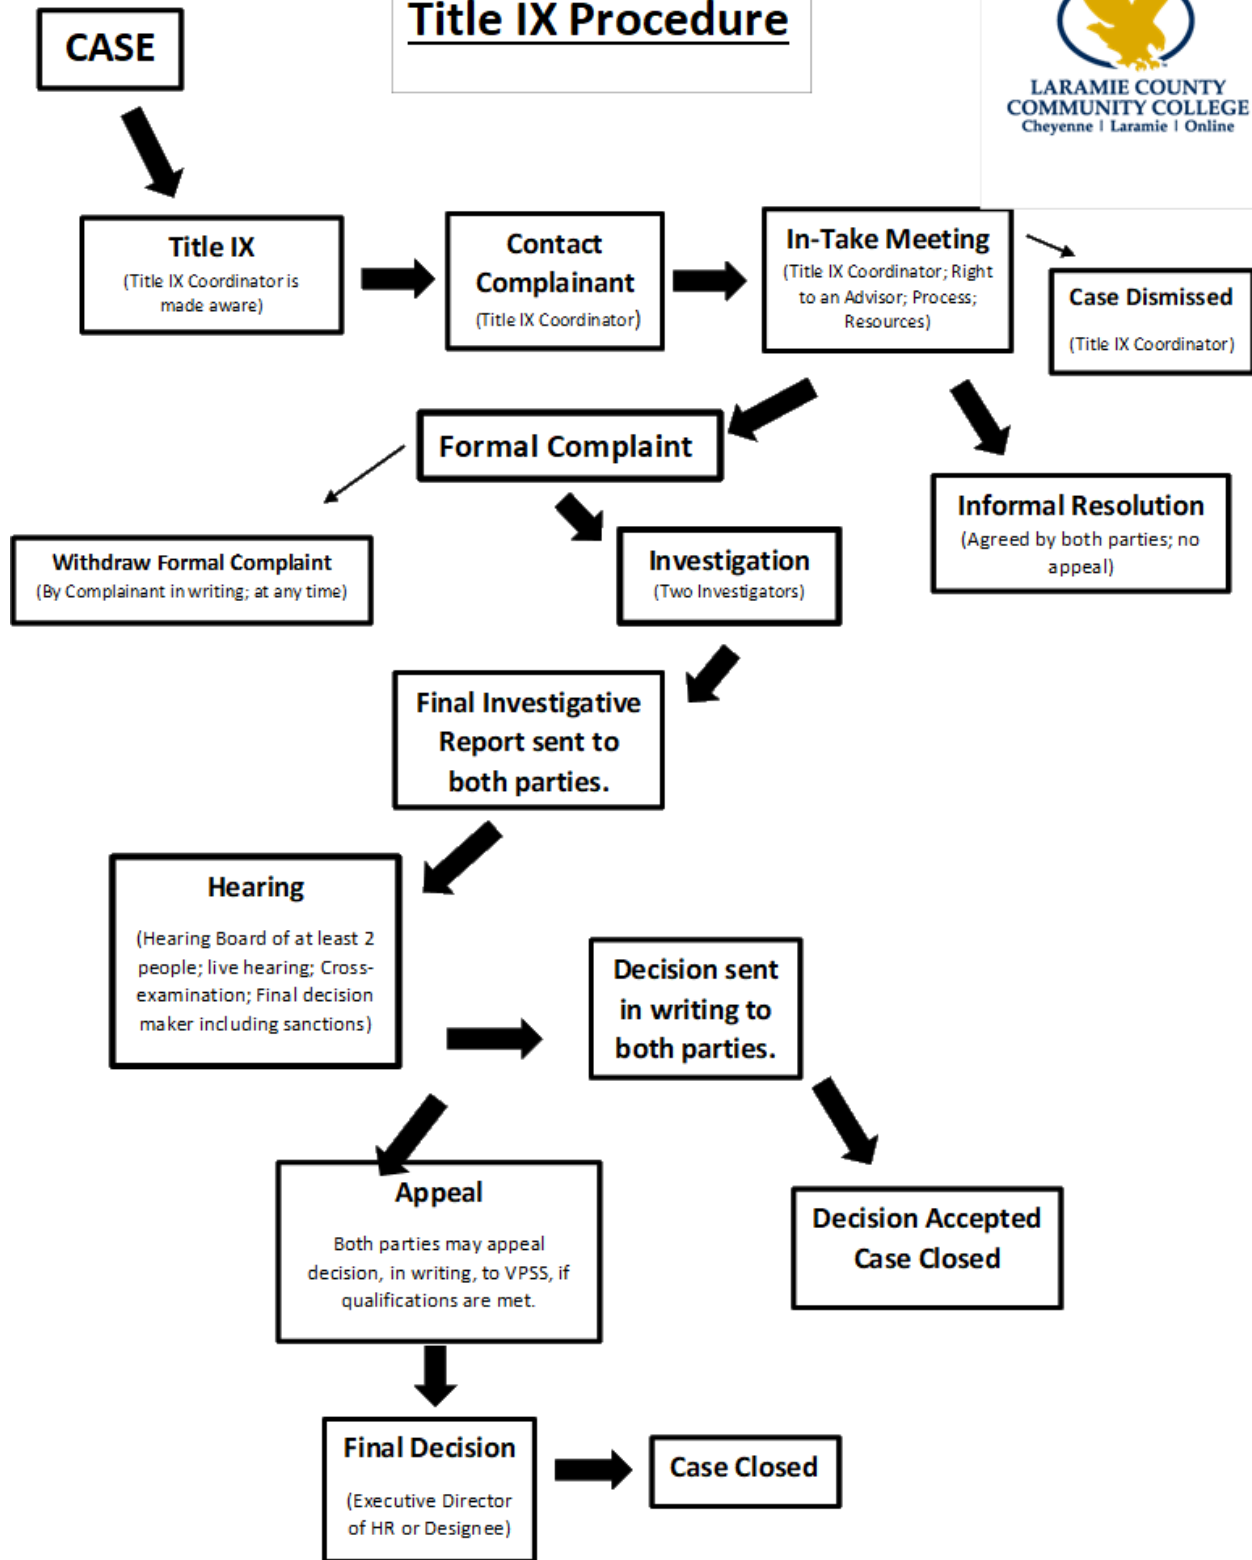 Title IX Procedure
CASE
LARAMIE COUNTY
COMMUNITY COLLEGE
Cheyenne | Laramie | Online
Title IX
(Title IX Coordinator is
made aware)
Contact
Complainant
(Title IX Coordinator)
In-Take Meeting
(Title IX Coordinator; Right
to an Advisor; Process;
Resources)
Case Dismissed
(Title IX Coordinator)
Formal Complaint
Informal Resolution
(Agreed by both parties; no
appeal)
Withdraw Formal Complaint
(By Complainant in writing; at any time)
Investigation
(Two Investigators)
Final Investigative
Report sent to
both parties.
Hearing
(Hearing Board of at least 2
people; live hearing; Cross-
examination; Final decision
maker including sanctions)
Decision sent
in writing to
both parties.
Appeal
Both parties may appeal
decision, in writing, to VPSS, if
qualifications are met.
Decision Accepted
Case Closed
Final Decision
(Executive Director
of HR or Designee)
Case Closed